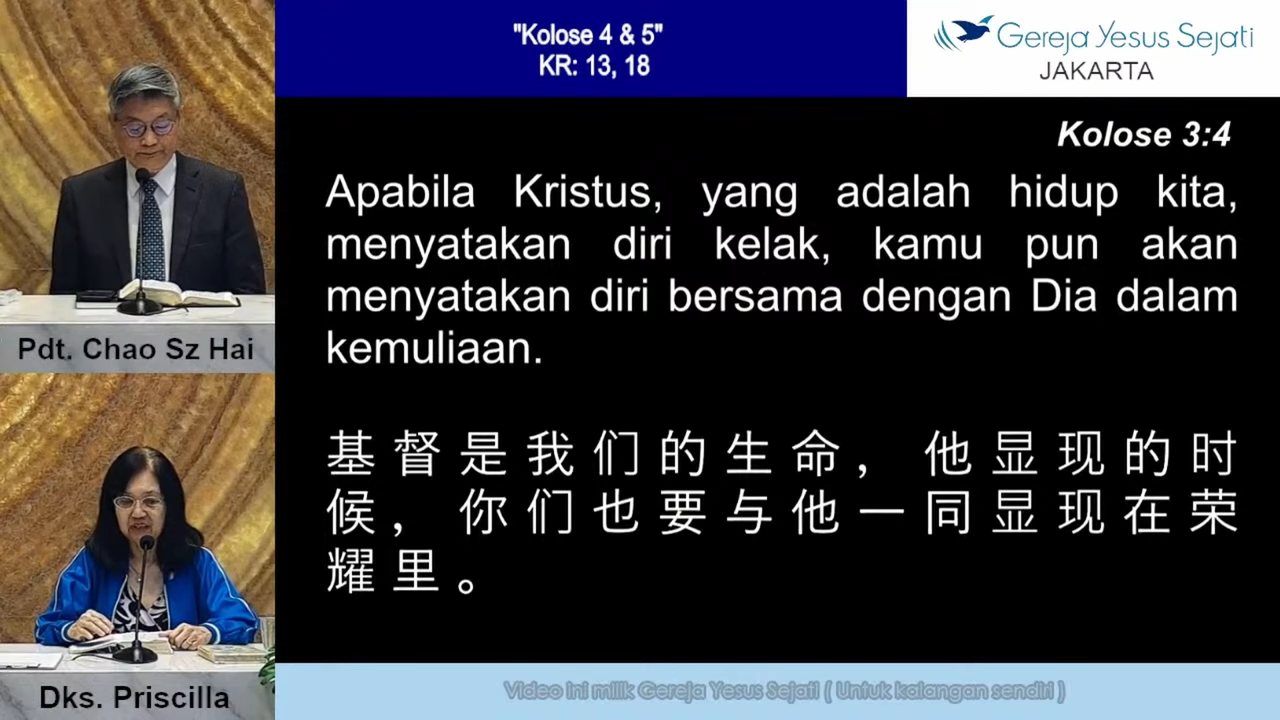 "Kolose 4 & 5"
KR: 13, 18
Gereja Yesus Sejati
JAKARTA
Kolose 3:4
Apabila Kristus, yang adalah hidup kita,
menyatakan diri kelak, kamu pun akan
menyatakan diri bersama dengan Dia dalam
kemuliaan.
基督是我们的生命，他显现的时
候，你们也要与他一同显现在荣
耀里。
Pdt. Chao Sz Hai
Dks. Priscilla
Video ini milik Gereja Yesus Sejati ( Untuk kalangan sendiri )